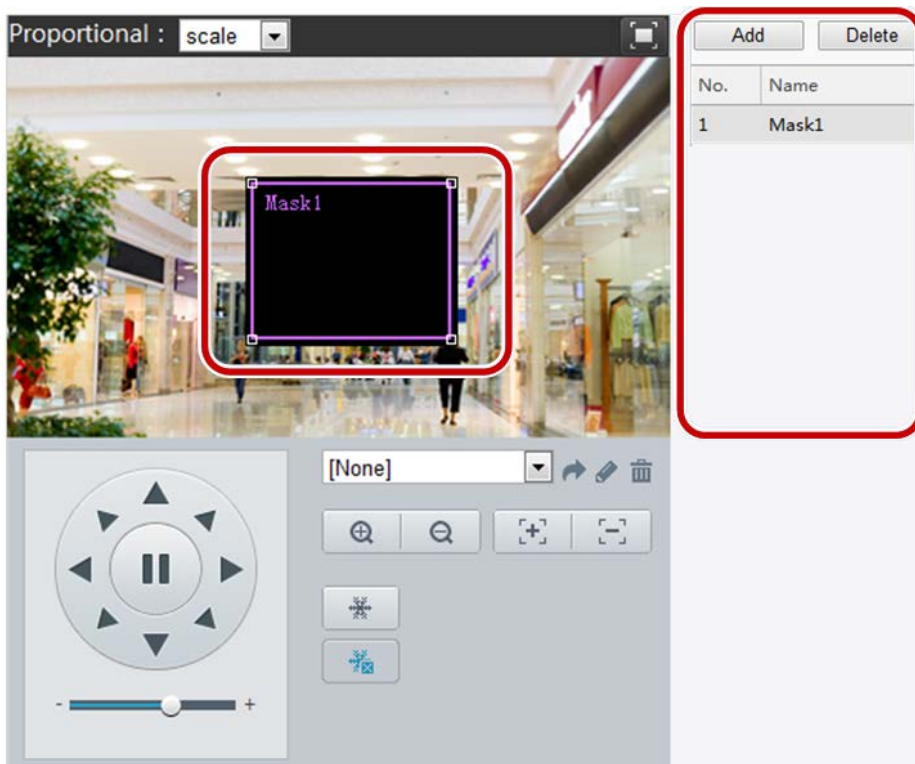 Proportional : scale
Add Delete
No. Name
1 Mask1
Mask1
[None]
- +